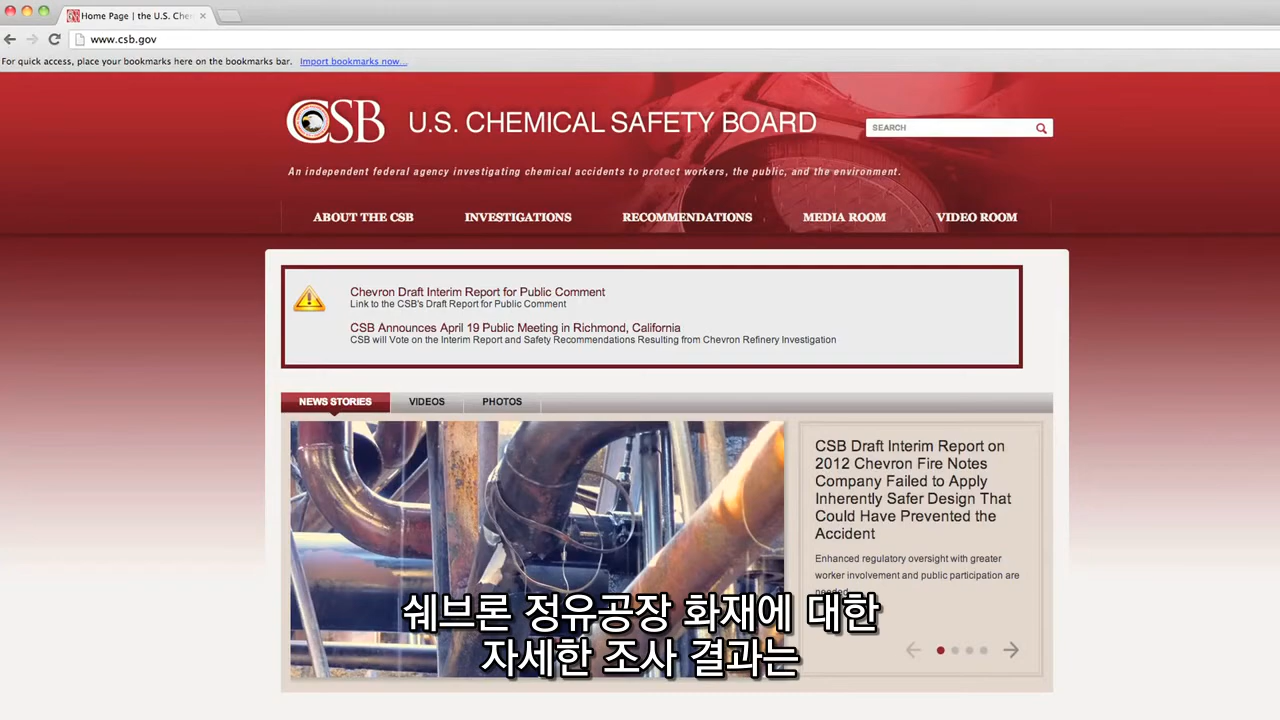 Home Page | the U.S. Che
www.csb.gov
For quick access, place your bookmarks here on the bookmarks bar. Import bookmarks now...
CSB U.S. CHEMICAL SAFETY BOARD
SEARCH
An independent federal agency investigating chemical accidents to protect workers, the public, and the environment.
ABOUT THE CSB INVESTIGATIONS RECOMMENDATIONS MEDIA ROOM VIDEO ROOM
Chevron Draft Interim Report for Public Comment
Link to the CSB's Draft Report for Public Comment
CSB Announces April 19 Public Meeting in Richmond, California
CSB will Vote on the Interim Report and Safety Recommendations Resulting from Chevron Refinery Investigation
NEWS STORIES VIDEOS PHOTOS
CSB Draft Interim Report on
2012 Chevron Fire Notes
Company Failed to Apply
Inherently Safer Design That
Could Have Prevented the
Accident
Enhanced regulatory oversight with greater
worker involvement and public participation are
needed
쉐브론 정유공장 화재에 대한
자세한 조사 결과는